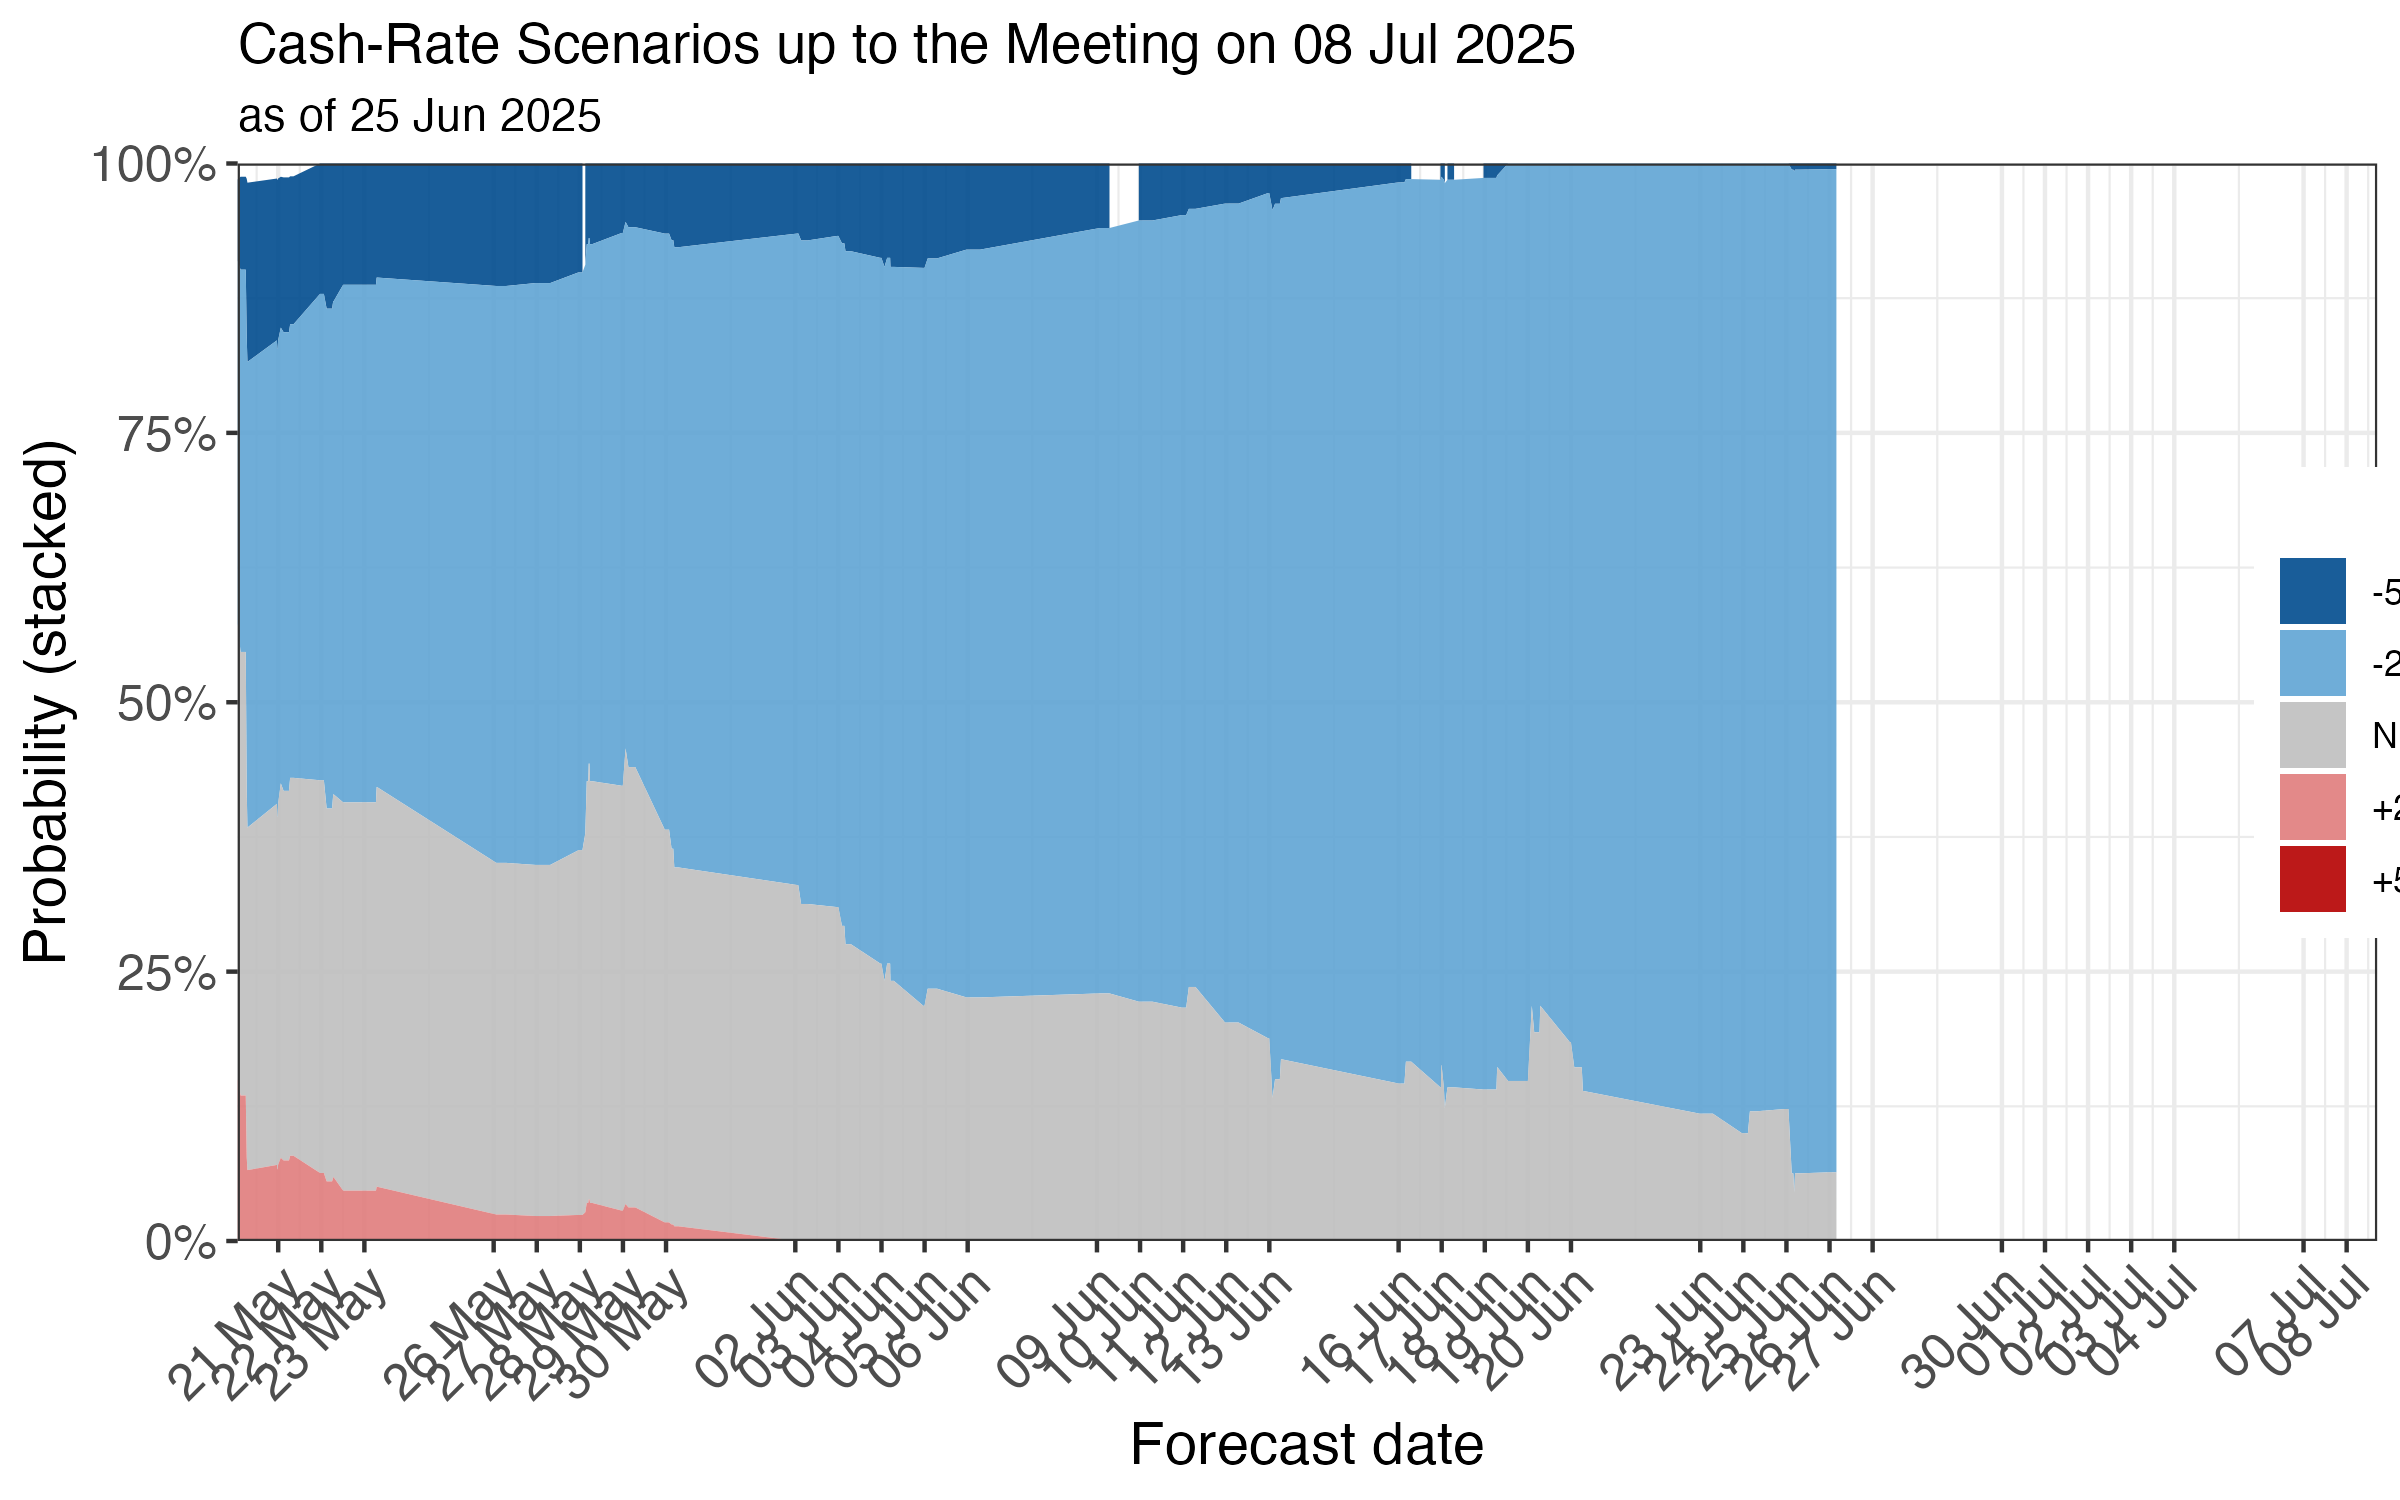 Cash-Rate Scenarios up to the Meeting on 08 Jul 2025
as of 25 Jun 2025
100%
75%
50%
25%
0%
Probability (stacked)
-5
-2
N
+2
+5
21 May
22 May
23 May
26 May
27 May
28 May
29 May
30 May
02 Jun
03 Jun
04 Jun
05 Jun
06 Jun
09 Jun
10 Jun
11 Jun
12 Jun
13 Jun
16 Jun
17 Jun
18 Jun
19 Jun
20 Jun
23 Jun
24 Jun
25 Jun
26 Jun
27 Jun
30 Jun
01 Jul
02 Jul
03 Jul
04 Jul
07 Jul
08 Jul
Forecast date